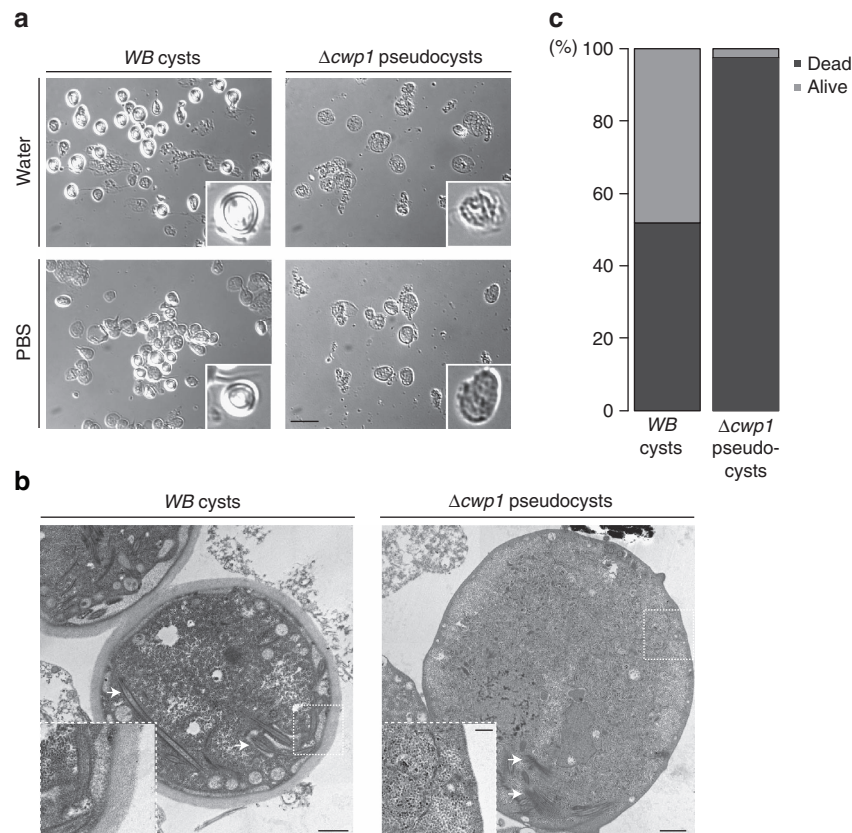 a
WB cysts
Δcwp1 pseudocysts
Water
PBS
b
WB cysts
Δcwp1 pseudocysts
c
(%)
100
80
60
40
20
0
WB
cysts
Δcwp1
pseudo-
cysts
Dead
Alive